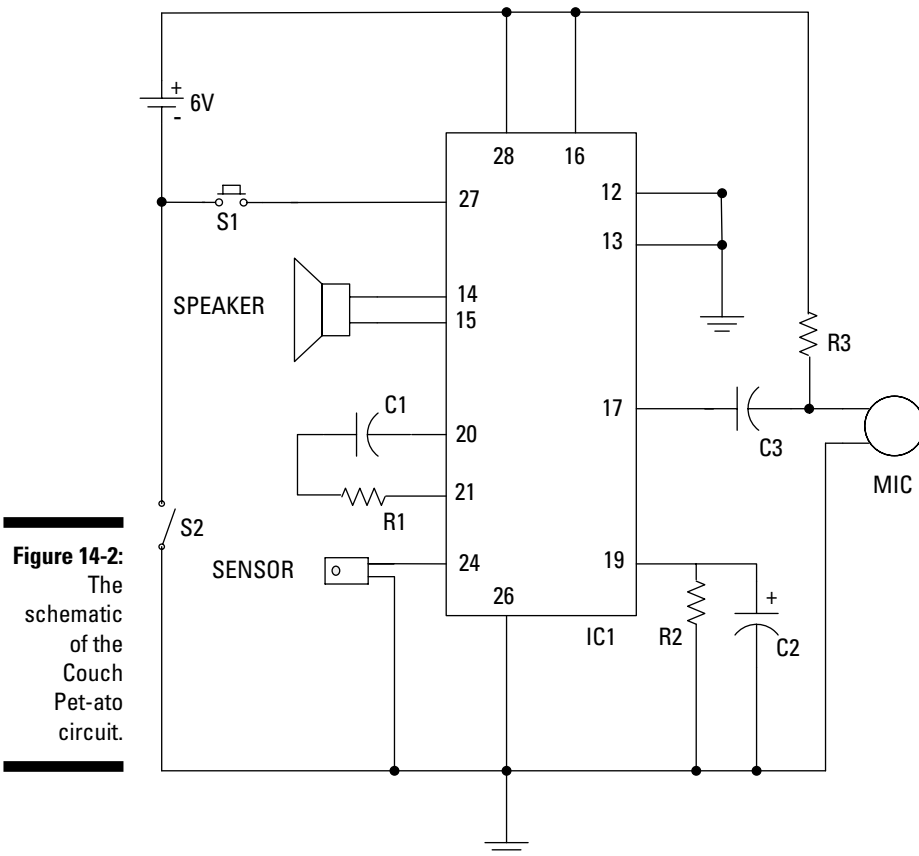 +
6V
-
28
16
27
12
S1
13
SPEAKER
14
15
R3
C1
17
20
C3
MIC
21
R1
S2
SENSOR
24
19
+
26
IC1
R2
C2
Figure 14-2:
The
schematic
of the
Couch
Pet-ato
circuit.